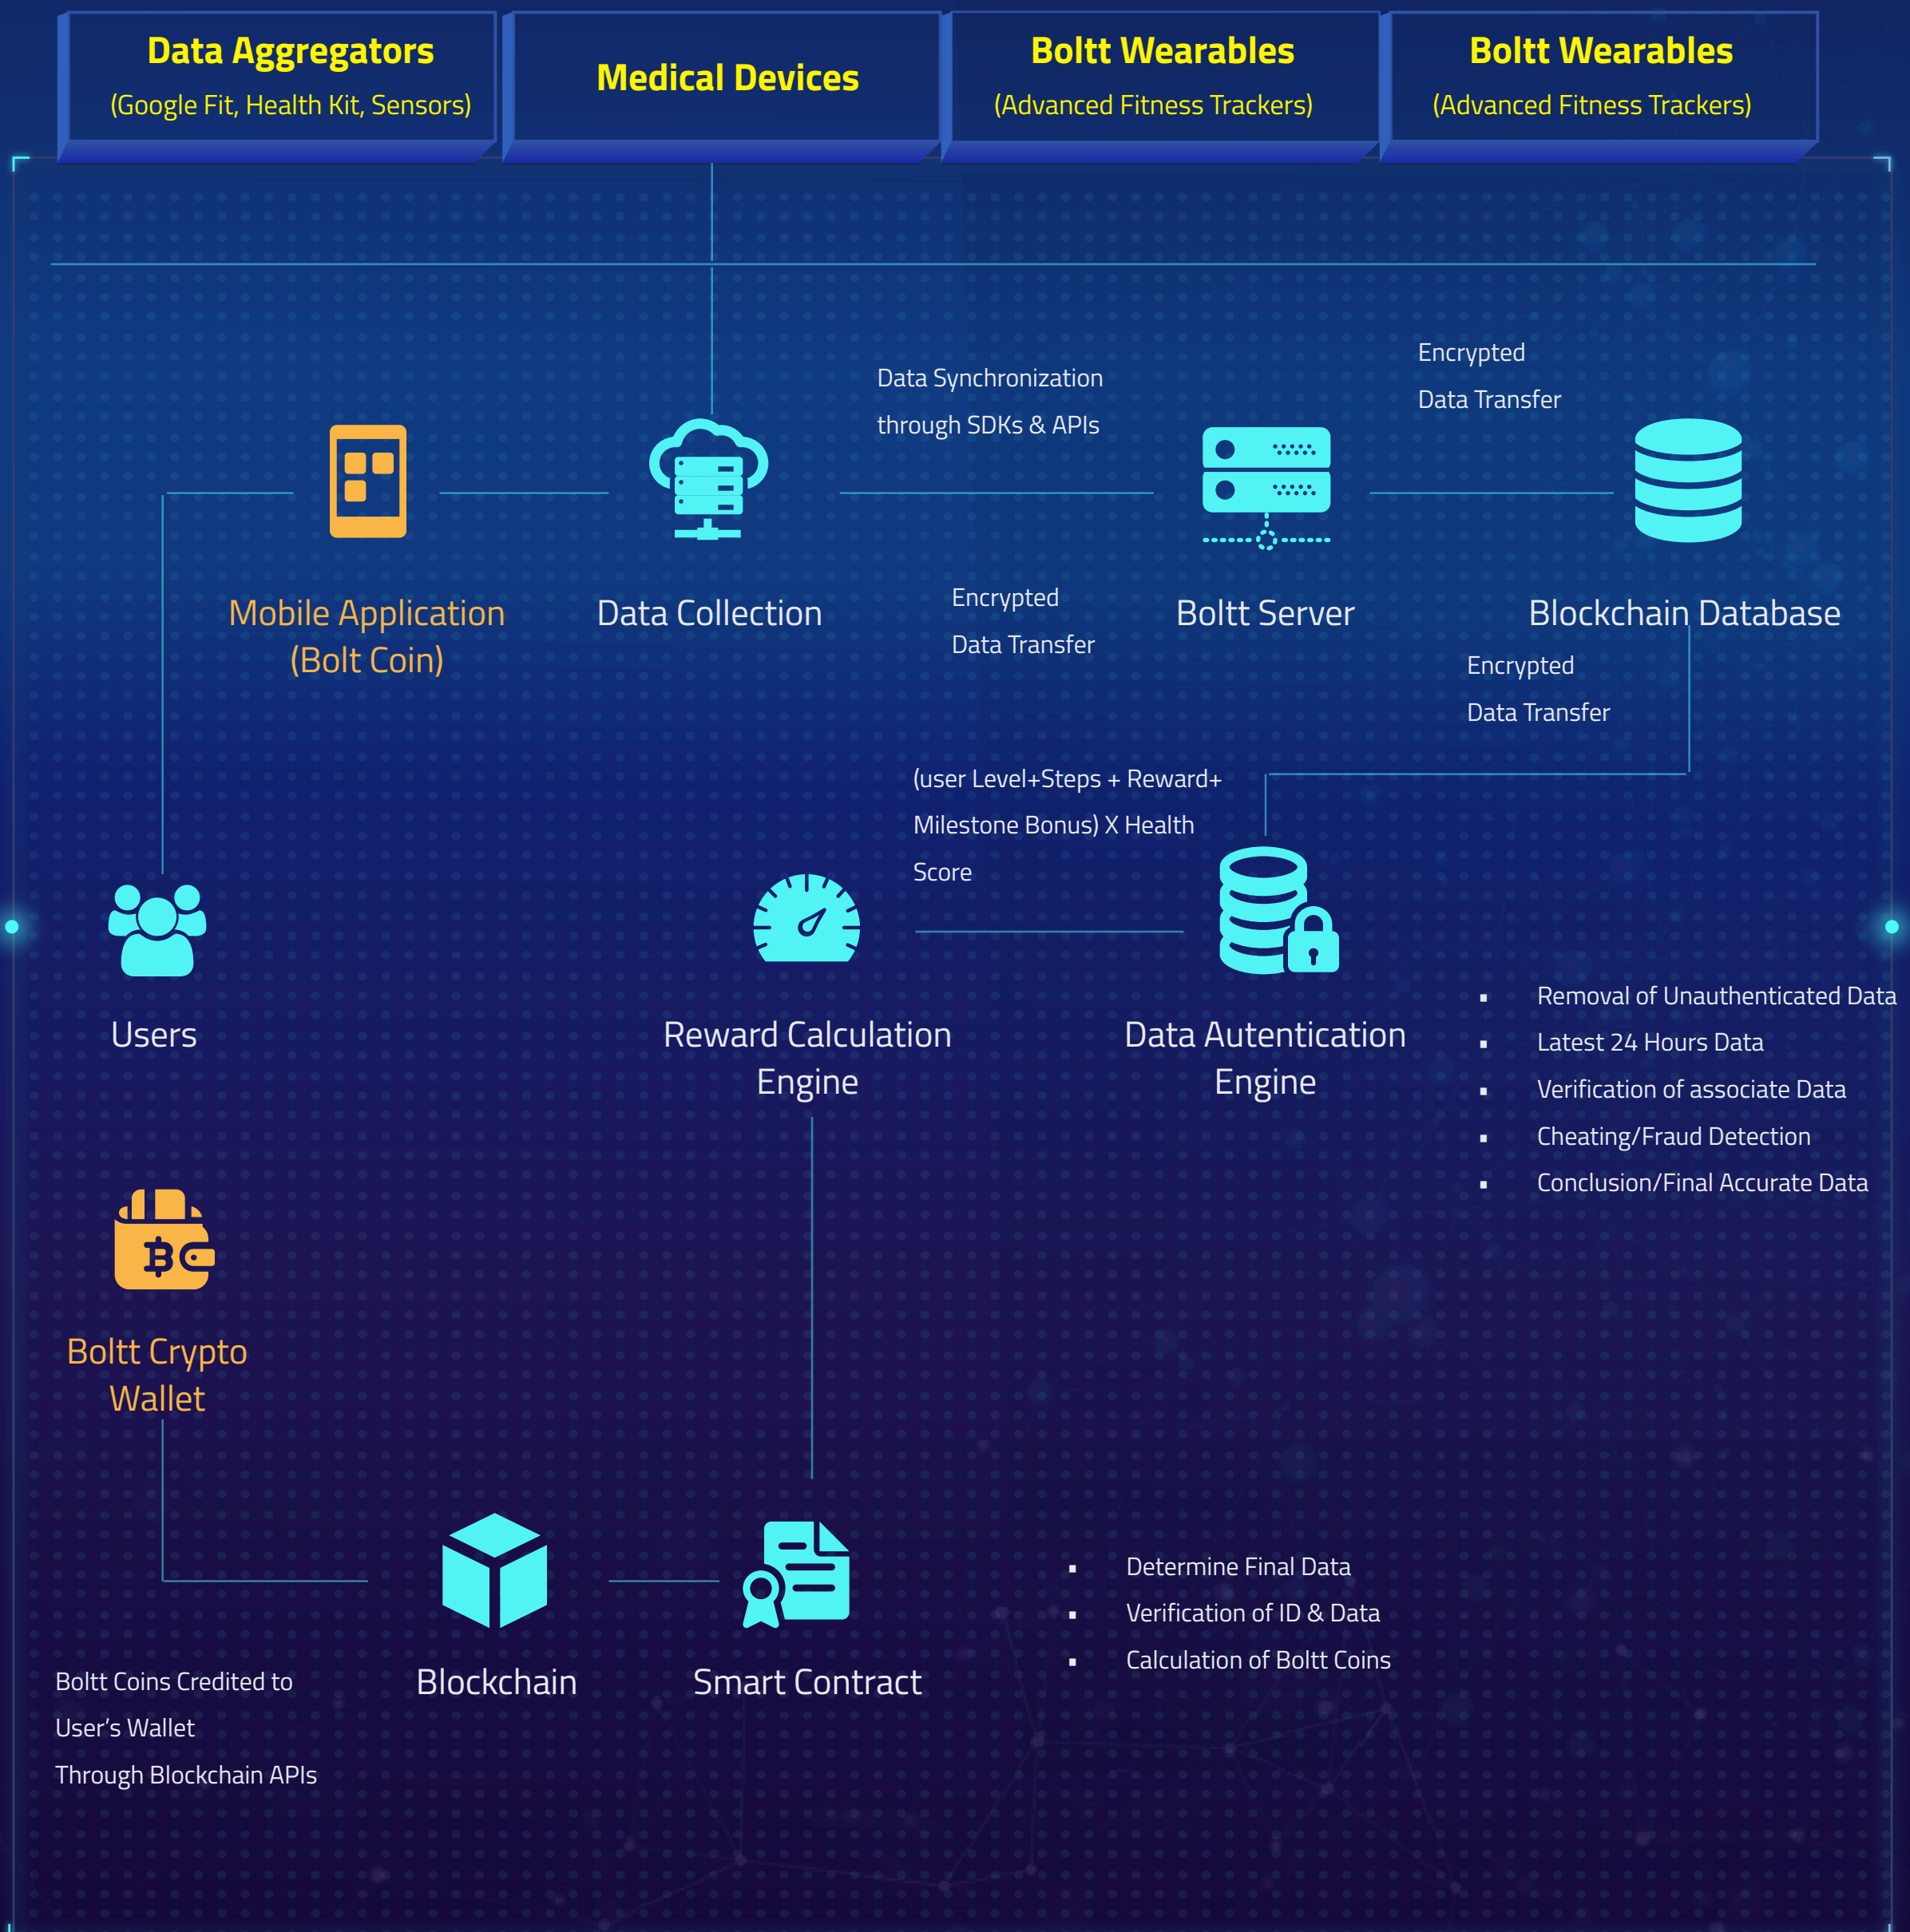 Data Aggregators
(Google Fit, Health Kit, Sensors)
Medical Devices
Boltt Wearables
(Advanced Fitness Trackers)
Boltt Wearables
(Advanced Fitness Trackers)
Data Synchronization
through SDKs & APIs
Encrypted
Data Transfer
Mobile Application
(Bolt Coin)
Data Collection
Encrypted
Data Transfer
Boltt Server
Blockchain Database
Encrypted
Data Transfer
(user Level+Steps + Reward+
Milestone Bonus) X Health
Score
Users
Reward Calculation
Engine
Data Autentication
Engine
▪ Removal of Unauthenticated Data
▪ Latest 24 Hours Data
▪ Verification of associate Data
▪ Cheating/Fraud Detection
▪ Conclusion/Final Accurate Data
Boltt Crypto
Wallet
Blockchain
Smart Contract
▪ Determine Final Data
▪ Verification of ID & Data
▪ Calculation of Boltt Coins
Boltt Coins Credited to
User’s Wallet
Through Blockchain APIs